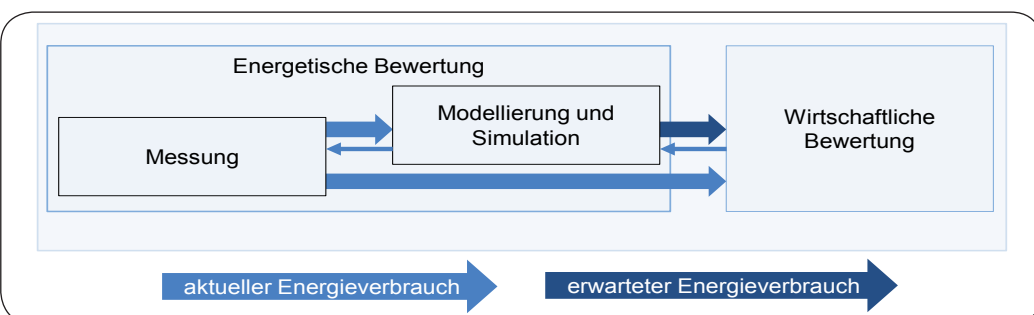 Energetische Bewertung
Messung
Modellierung und
Simulation
Wirtschaftliche
Bewertung
aktueller Energieverbrauch
erwarteter Energieverbrauch